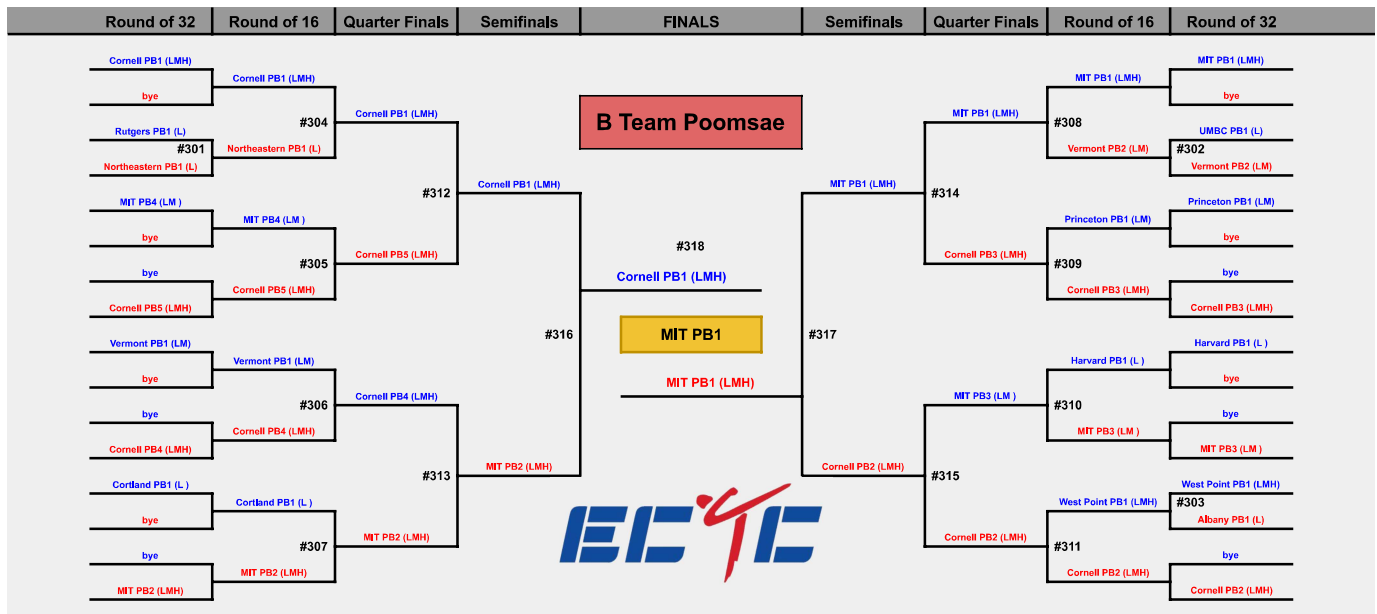 Round of 32 Round of 16 Quarter Finals Semifinals FINALS Semifinals Quarter Finals Round of 16 Round of 32
Cornell PB1 (LMH)
bye
Rutgers PB1 (L)
#301
Northeastern PB1 (L)
MIT PB4 (LM )
bye
bye
Cornell PB5 (LMH)
Vermont PB1 (LM)
bye
bye
Cornell PB4 (LMH)
Cortland PB1 (L )
bye
bye
MIT PB2 (LMH)
Cornell PB1 (LMH)
#304
Northeastern PB1 (L)
MIT PB4 (LM )
#305
Cornell PB5 (LMH)
Vermont PB1 (LM)
#306
Cornell PB4 (LMH)
Cortland PB1 (L )
#307
MIT PB2 (LMH)
Cornell PB1 (LMH)
#312
Cornell PB5 (LMH)
Cornell PB4 (LMH)
#313
MIT PB2 (LMH)
Cornell PB1 (LMH)
#316
MIT PB2 (LMH)
B Team Poomsae
#318
Cornell PB1 (LMH)
MIT PB1
MIT PB1 (LMH)
ECTC
MIT PB1 (LMH)
#317
Cornell PB2 (LMH)
MIT PB1 (LMH)
#314
Cornell PB3 (LMH)
MIT PB3 (LM )
#315
Cornell PB2 (LMH)
MIT PB1 (LMH)
#308
Vermont PB2 (LM)
Princeton PB1 (LM)
#309
Cornell PB3 (LMH)
Harvard PB1 (L )
#310
MIT PB3 (LM )
West Point PB1 (LMH)
#311
Cornell PB2 (LMH)
MIT PB1 (LMH)
bye
UMBC PB1 (L)
#302
Vermont PB2 (LM)
Princeton PB1 (LM)
bye
bye
Cornell PB3 (LMH)
Harvard PB1 (L )
bye
bye
MIT PB3 (LM )
West Point PB1 (LMH)
#303
Albany PB1 (L)
bye
Cornell PB2 (LMH)